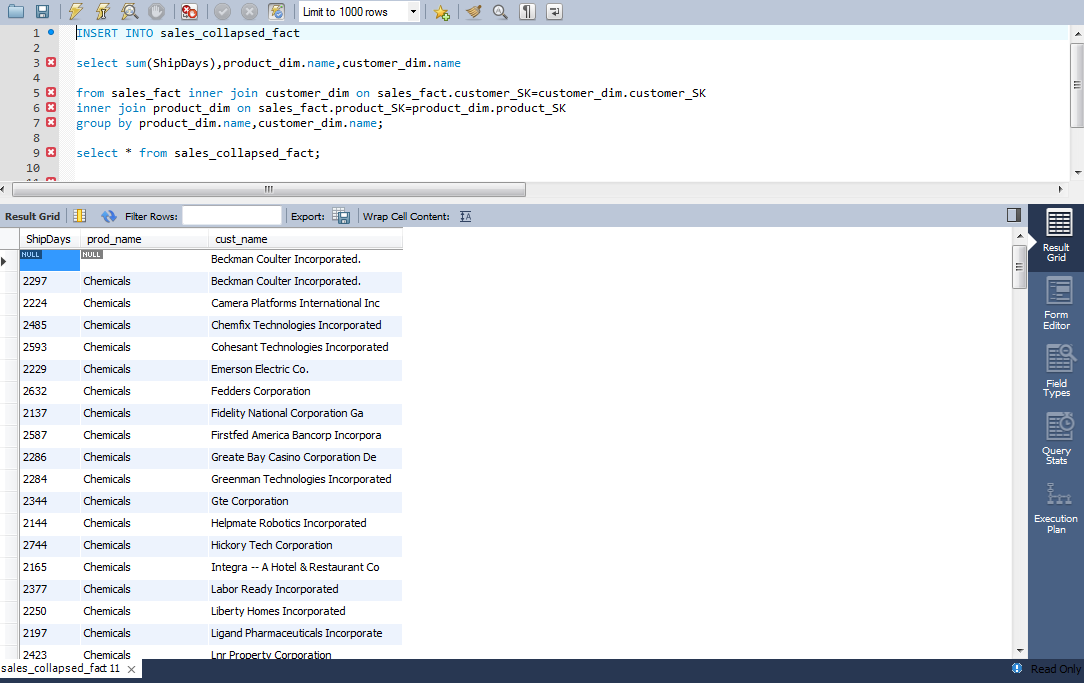 Limit to 1000 rows
1 INSERT INTO sales_collapsed_fact
2
3 select sum(ShipDays),product_dim.name,customer_dim.name
4
5 from sales_fact inner join customer_dim on sales_fact.customer_SK=customer_dim.customer_SK
6 inner join product_dim on sales_fact.product_SK=product_dim.product_SK
7 group by product_dim.name,customer_dim.name;
8
9 select * from sales_collapsed_fact;
10
Result Grid Filter Rows: Export: Wrap Cell Content: IA
ShipDays prod_name cust_name
NULL NULL Beckman Coulter Incorporated.
2297 Chemicals Beckman Coulter Incorporated.
2224 Chemicals Camera Platforms International Inc
2485 Chemicals Chemfix Technologies Incorporated
2593 Chemicals Cohesant Technologies Incorporated
2229 Chemicals Emerson Electric Co.
2632 Chemicals Fedders Corporation
2137 Chemicals Fidelity National Corporation Ga
2587 Chemicals Firstfed America Bancorp Incorpora
2286 Chemicals Greate Bay Casino Corporation De
2284 Chemicals Greenman Technologies Incorporated
2344 Chemicals Gte Corporation
2144 Chemicals Helpmate Robotics Incorporated
2744 Chemicals Hickory Tech Corporation
2165 Chemicals Integra -- A Hotel & Restaurant Co
2377 Chemicals Labor Ready Incorporated
2250 Chemicals Liberty Homes Incorporated
2197 Chemicals Ligand Pharmaceuticals Incorporate
2423 Chemicals Lnr Property Corporation
Result
Grid
Form
Editor
Field
Types
Query
Stats
Execution
Plan
sales_collapsed_fact 11
Read Only